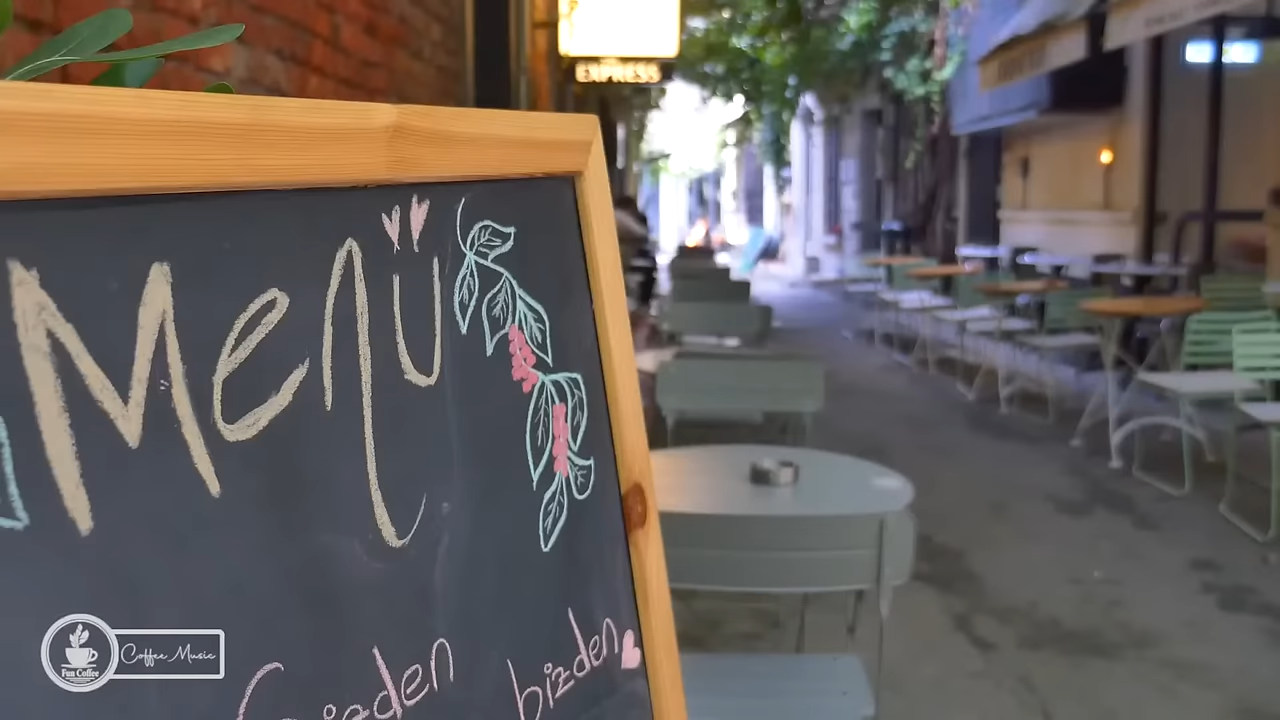 EXPRESS
Menü
bizden
Coffee Music
Fun Coffee